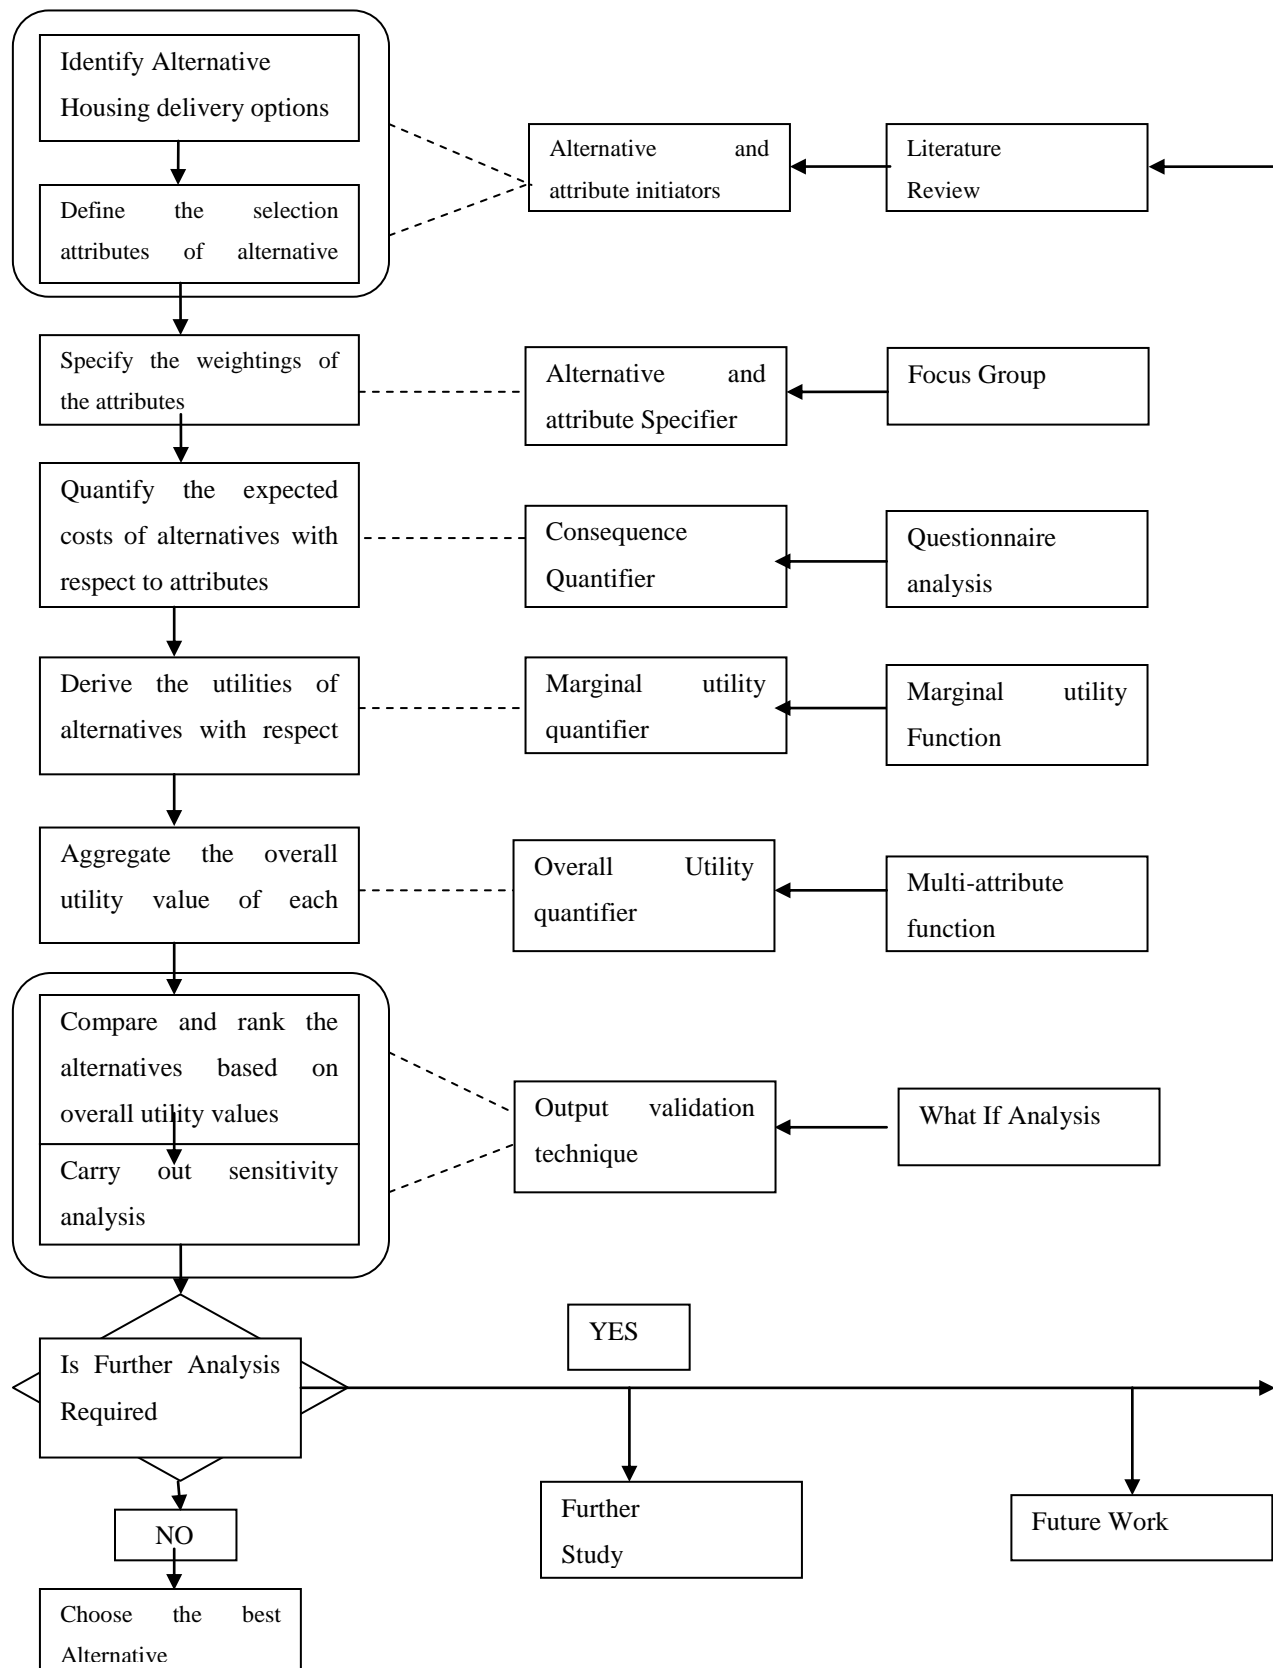 Identify Alternative
Housing delivery options
Alternative and
attribute initiators
Literature
Review
Define the selection
attributes of alternative
Specify the weightings of
the attributes
Alternative and
attribute Specifier
Focus Group
Quantify the expected
costs of alternatives with
respect to attributes
Consequence
Quantifier
Questionnaire
analysis
Derive the utilities of
alternatives with respect
Marginal utility
quantifier
Marginal utility
Function
Aggregate the overall
utility value of each
Overall Utility
quantifier
Multi-attribute
function
Compare and rank the
alternatives based on
overall utility values
Carry out sensitivity
analysis
Output validation
technique
What If Analysis
Is Further Analysis
Required
YES
NO
Further
Study
Future Work
Choose the best
Alternative